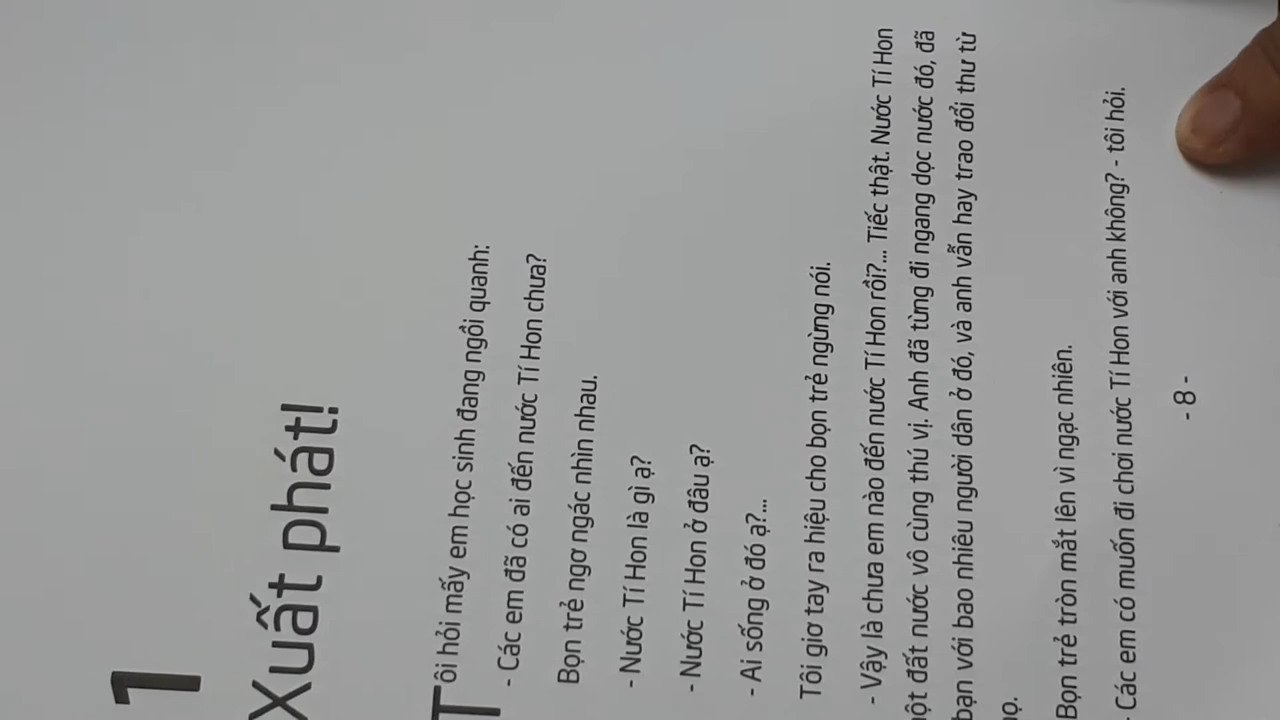 1
Xuất phát!
Tôi hỏi mấy em học sinh đang ngồi quanh:
- Các em đã có ai đến nước Tí Hon chưa?
Bọn trẻ ngơ ngác nhìn nhau.
- Nước Tí Hon là gì ạ?
- Nước Tí Hon ở đâu ạ?
- Ai sống ở đó ạ?...
Tôi giơ tay ra hiệu cho bọn trẻ ngừng nói.
- Vậy là chưa em nào đến nước Tí Hon rồi?... Tiếc thật. Nước Tí Hon
một đất nước vô cùng thú vị. Anh đã từng đi ngang dọc nước đó, đã
bạn với bao nhiêu người dân ở đó, và anh vẫn hay trao đổi thư từ
họ.
Bọn trẻ tròn mắt lên vì ngạc nhiên.
- Các em có muốn đi chơi nước Tí Hon với anh không? - tôi hỏi.
- 8 -